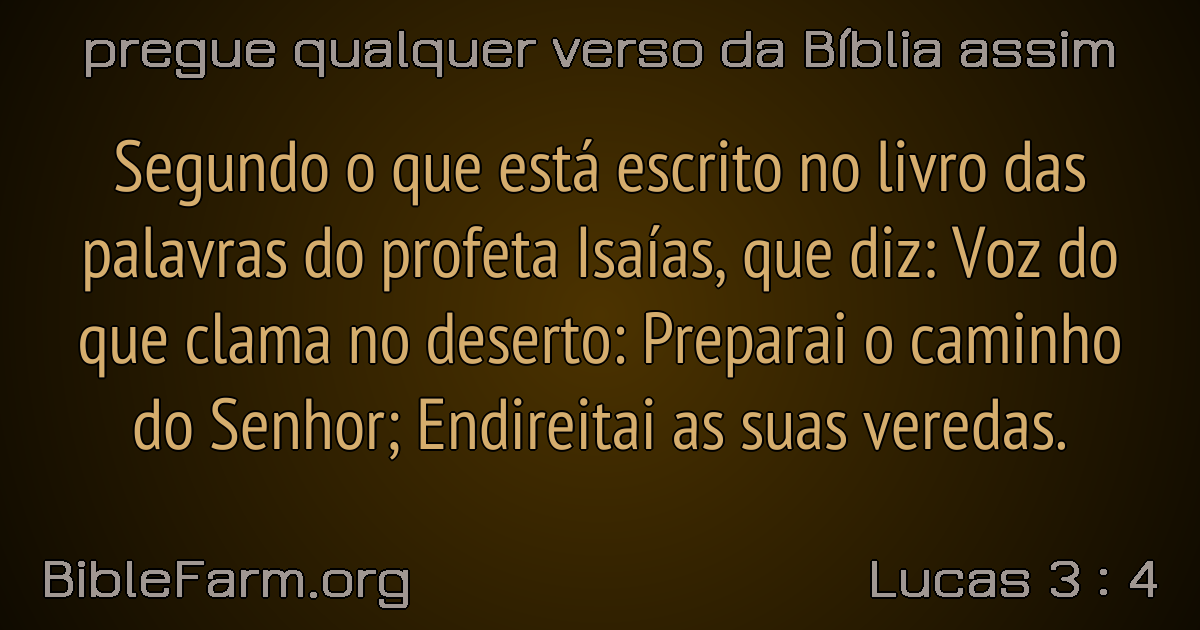 pregue qualquer verso da Bíblia assim
Segundo o que está escrito no livro das
palavras do profeta Isaías, que diz: Voz do
que clama no deserto: Preparai o caminho
do Senhor; Endireitai as suas veredas.
BibleFarm.org
Lucas 3 : 4